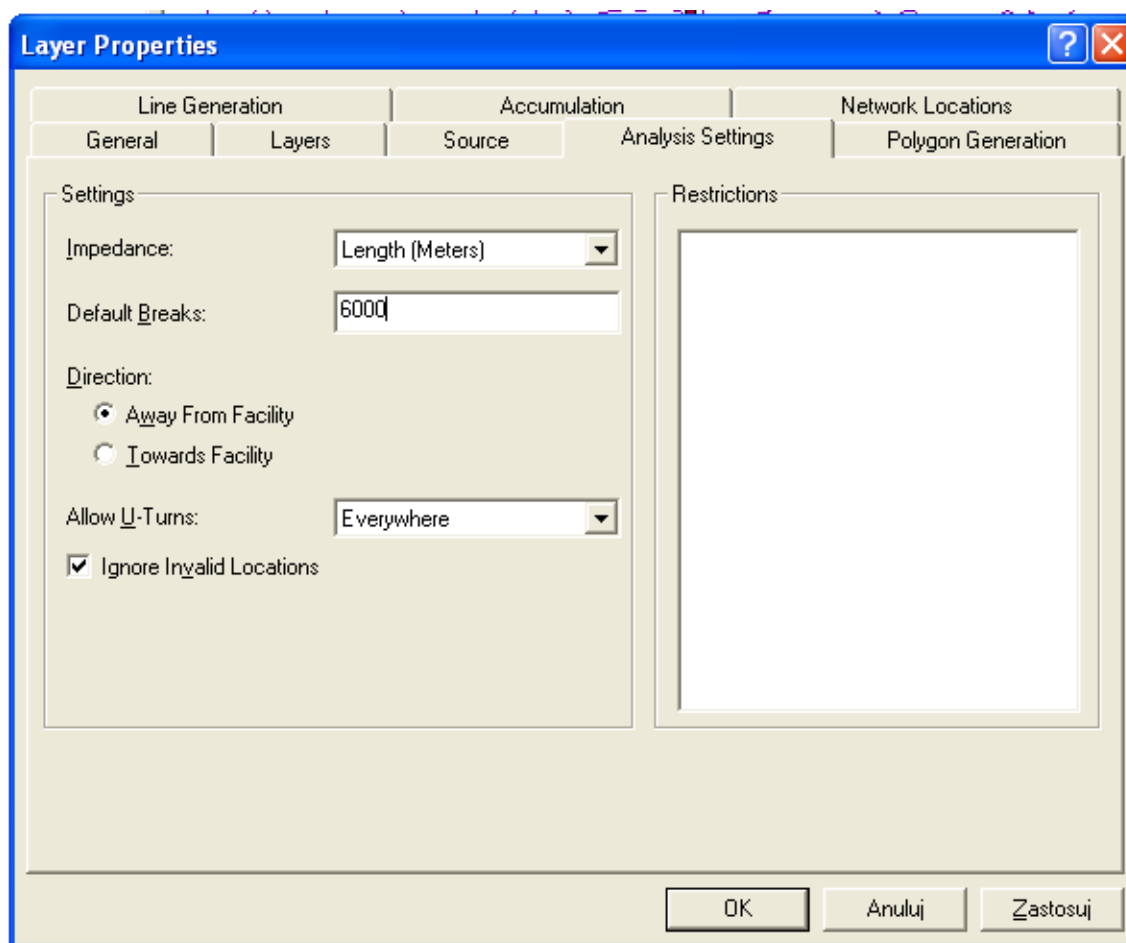 Layer Properties
Line Generation Accumulation Network Locations
General Layers Source Analysis Settings Polygon Generation
Settings
Impedance: Length (Meters)
Default Breaks: 6000
Direction:
Away From Facility
Towards Facility
Allow U-Turns: Everywhere
Ignore Invalid Locations
Restrictions
OK Anuluj Zastosuj